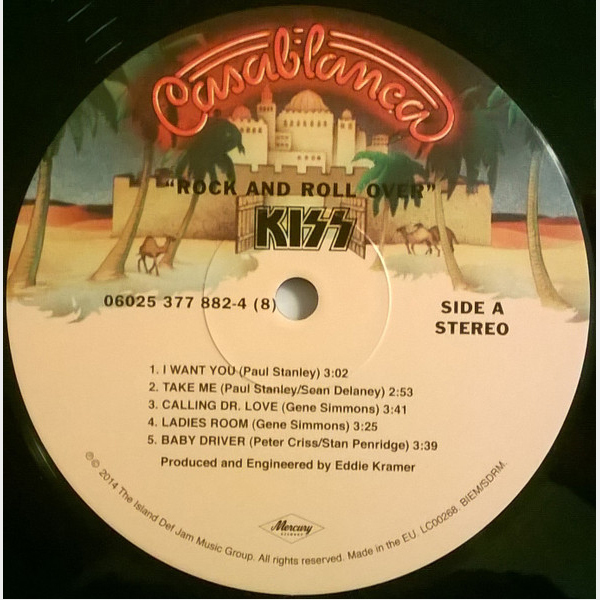 Casablanca
"ROCK AND ROLL OVER"
KISS
06025 377 882-4 (8)
SIDE A
STEREO
1. I WANT YOU (Paul Stanley) 3:02
2. TAKE ME (Paul Stanley/Sean Delaney) 2:53
3. CALLING DR. LOVE (Gene Simmons) 3:41
4. LADIES ROOM (Gene Simmons) 3:25
5. BABY DRIVER (Peter Criss/Stan Penridge) 3:39
Produced and Engineered by Eddie Kramer
℗© 2014 The Island Def Jam Music Group. All rights reserved. Made in the EU. LC00268. BIEM/SDRM.
Mercury
RECORDS